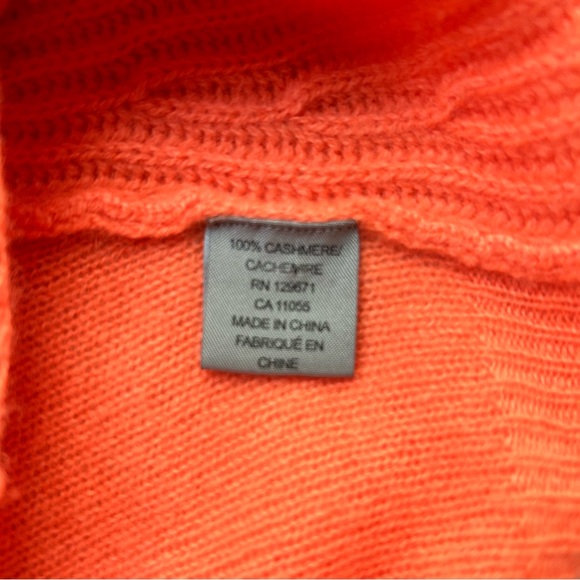 100% CASHMERE/
CACHEMIRE
RN 129671
CA 11055
MADE IN CHINA
FABRIQUÉ EN
CHINE